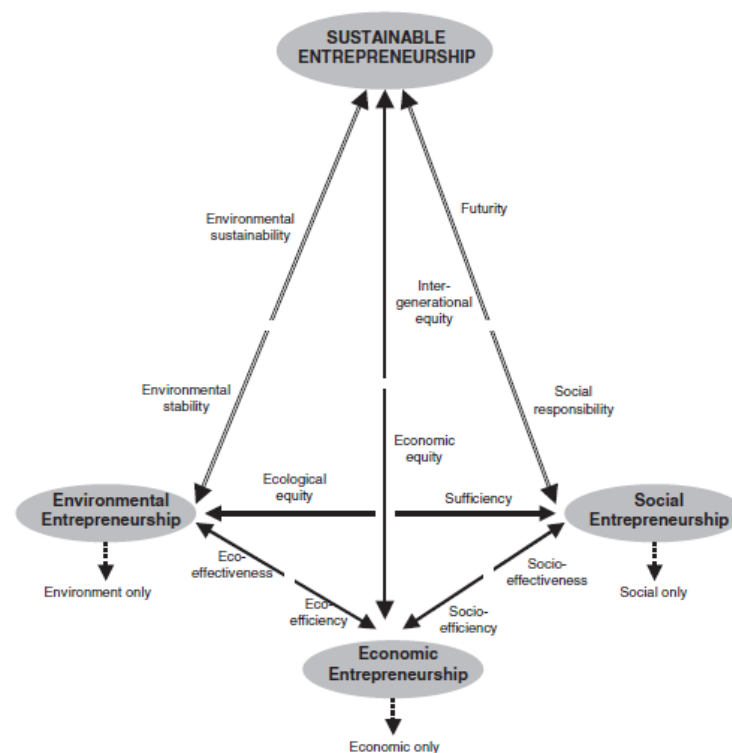 SUSTAINABLE
ENTREPRENEURSHIP
Environmental
sustainability
Futurity
Inter-
generational
equity
Environmental
stability
Social
responsibility
Economic
equity
Ecological
equity
Sufficiency
Environmental
Entrepreneurship
Social
Entrepreneurship
Eco-
effectiveness
Socio-
effectiveness
Environment only
Social only
Eco-
efficiency
Socio-
efficiency
Economic
Entrepreneurship
Economic only